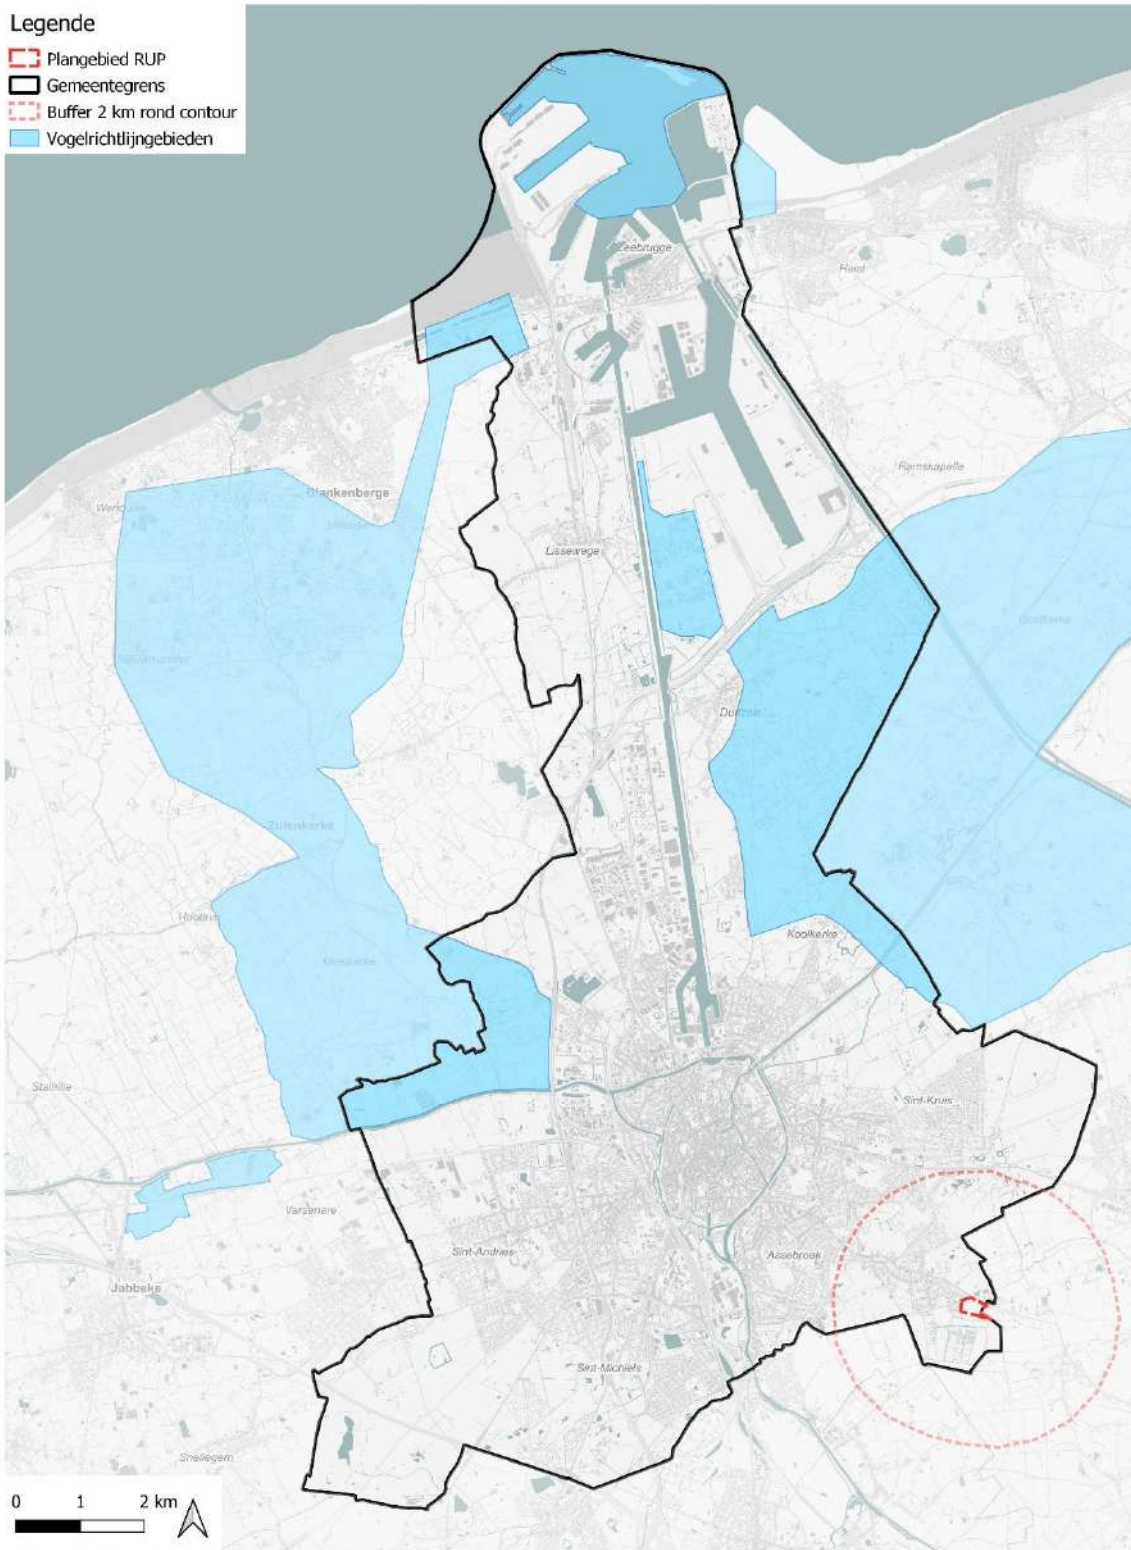 Legende
Plangebied RUP
Gemeentegrens
Buffer 2 km rond contour
Vogelrichtlijngebieden
Zeebrugge
Heist
Ramskapelle
Blankenberge
Lissewege
Oostkerke
Dudzele
Zuienkerke
Koolkerke
Stalhille
Sint-Kruis
Varsenare
Sint-Andries
Assebroek
Jabbeke
Sint-Michiels
Snellegem
0 1 2 km